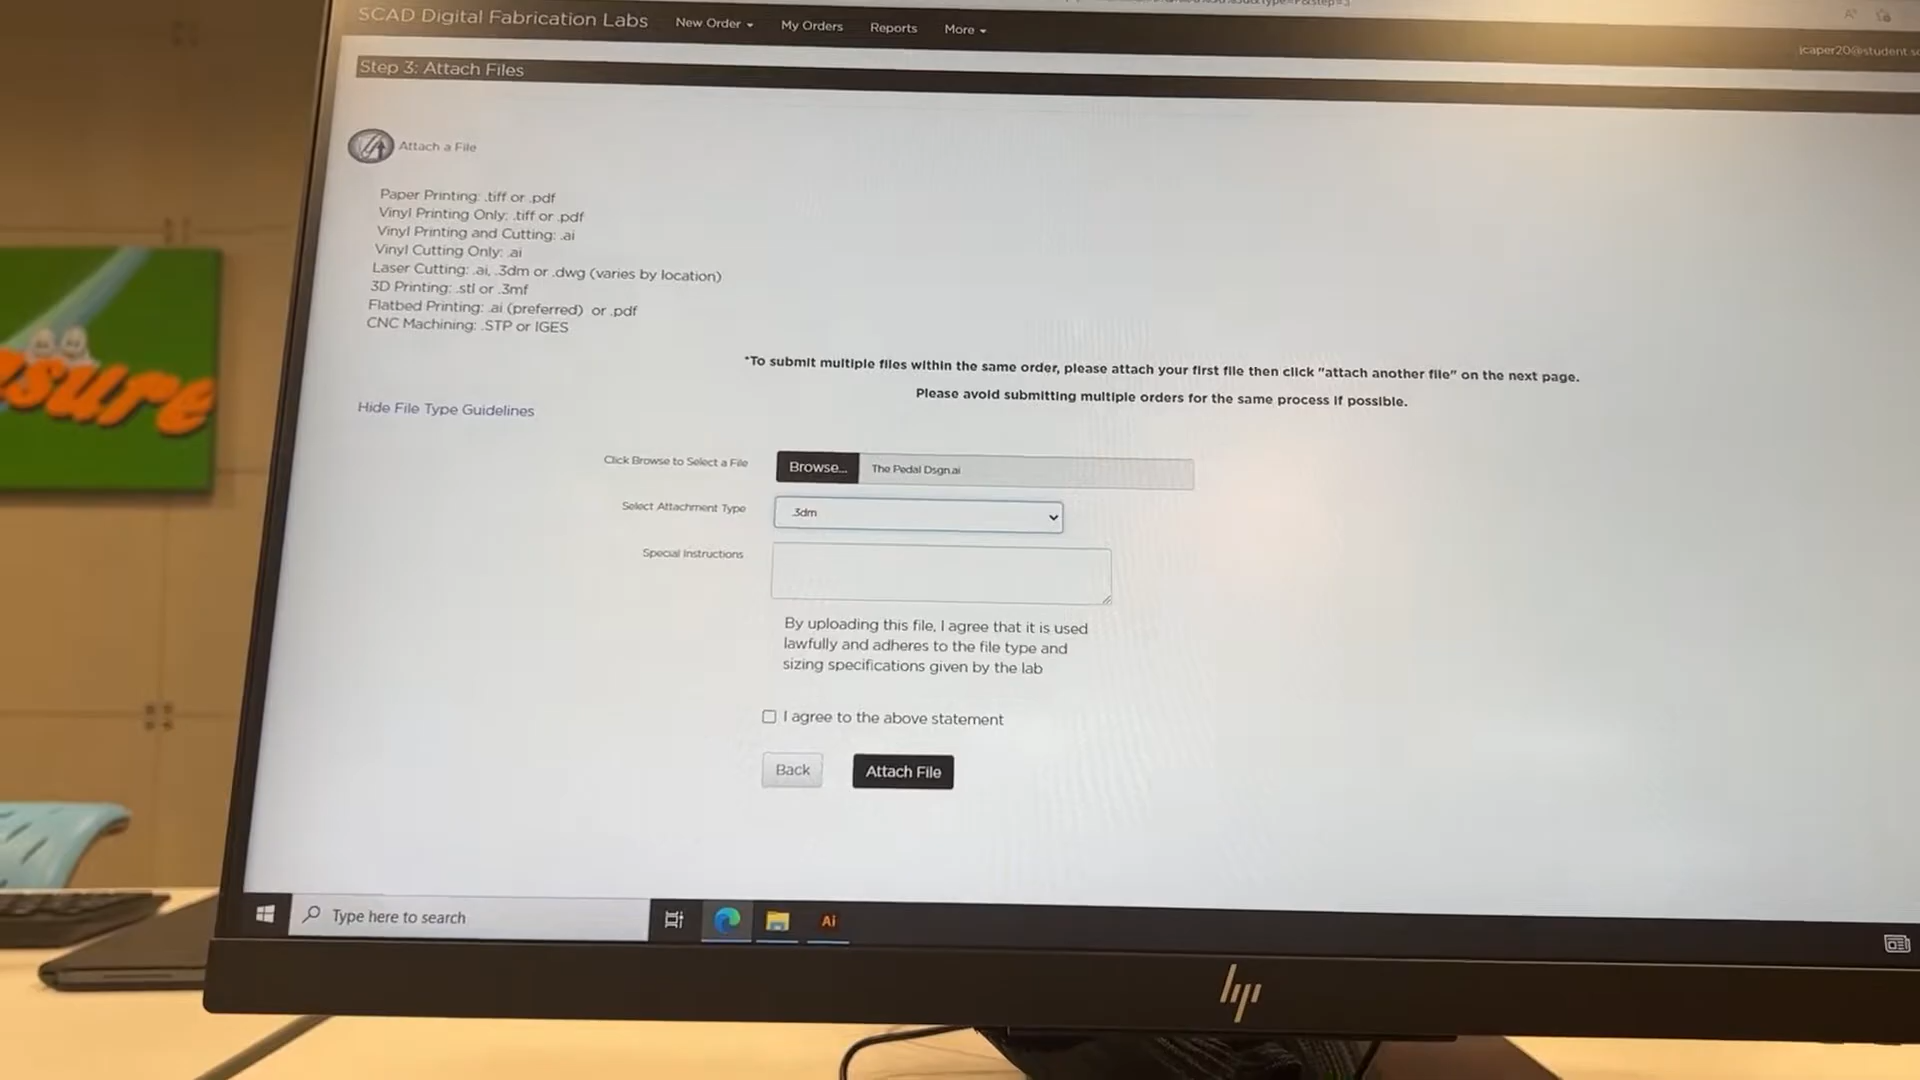 SCAD Digital Fabrication Labs New Order My Orders Reports More
Step 3: Attach Files
Attach a File
Paper Printing: .tiff or .pdf
Vinyl Printing Only: .tiff or .pdf
Vinyl Printing and Cutting: .ai
Vinyl Cutting Only: .ai
Laser Cutting: .ai, .3dm or .dwg (varies by location)
3D Printing: .stl or .3mf
Flatbed Printing: .ai (preferred) or .pdf
CNC Machining: .STP or IGES
*To submit multiple files within the same order, please attach your first file then click "attach another file" on the next page.
Please avoid submitting multiple orders for the same process if possible.
Hide File Type Guidelines
Click Browse to Select a File Browse... The Pedal Dsgn.ai
Select Attachment Type .3dm
Special Instructions
By uploading this file, I agree that it is used
lawfully and adheres to the file type and
sizing specifications given by the lab
I agree to the above statement
Back Attach File
Type here to search Ai
hp